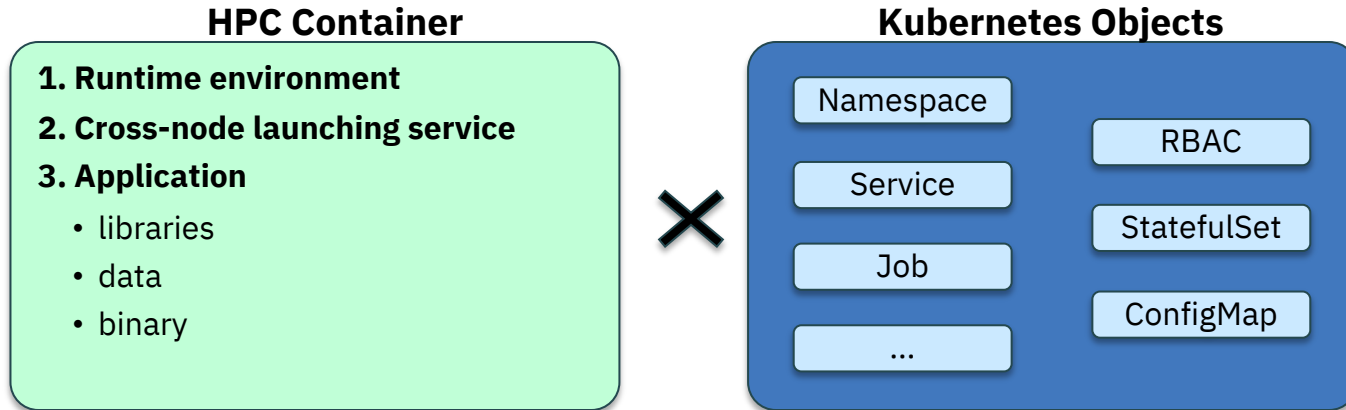 HPC Container
1. Runtime environment
2. Cross-node launching service
3. Application
• libraries
• data
• binary
Kubernetes Objects
Namespace
Service
Job
...
RBAC
StatefulSet
ConfigMap